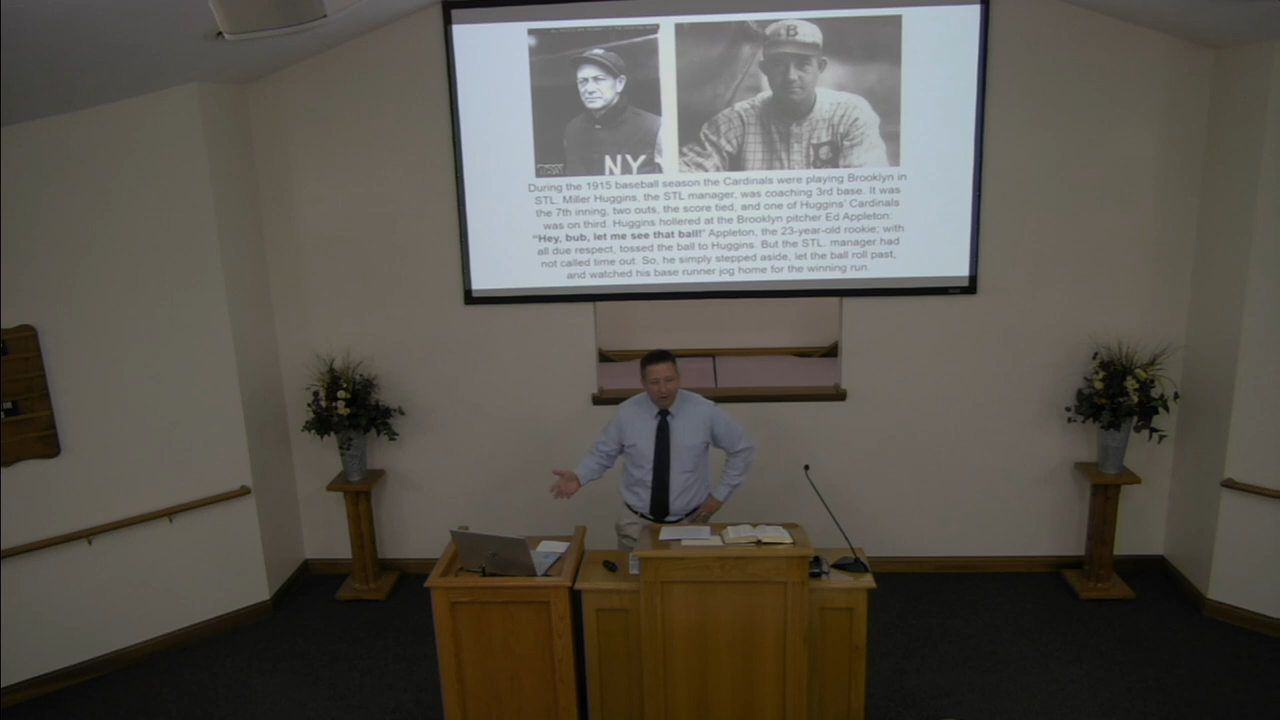 B
NY
B
During the 1915 baseball season the Cardinals were playing Brooklyn in
STL. Miller Huggins, the STL manager, was coaching 3rd base. It was
the 7th inning, two outs, the score tied, and one of Huggins' Cardinals
was on third. Huggins hollered at the Brooklyn pitcher Ed Appleton:
"Hey, bub, let me see that ball!" Appleton, the 23-year-old rookie; with
all due respect, tossed the ball to Huggins. But the STL. manager had
not called time out. So, he simply stepped aside, let the ball roll past,
and watched his base runner jog home for the winning run.